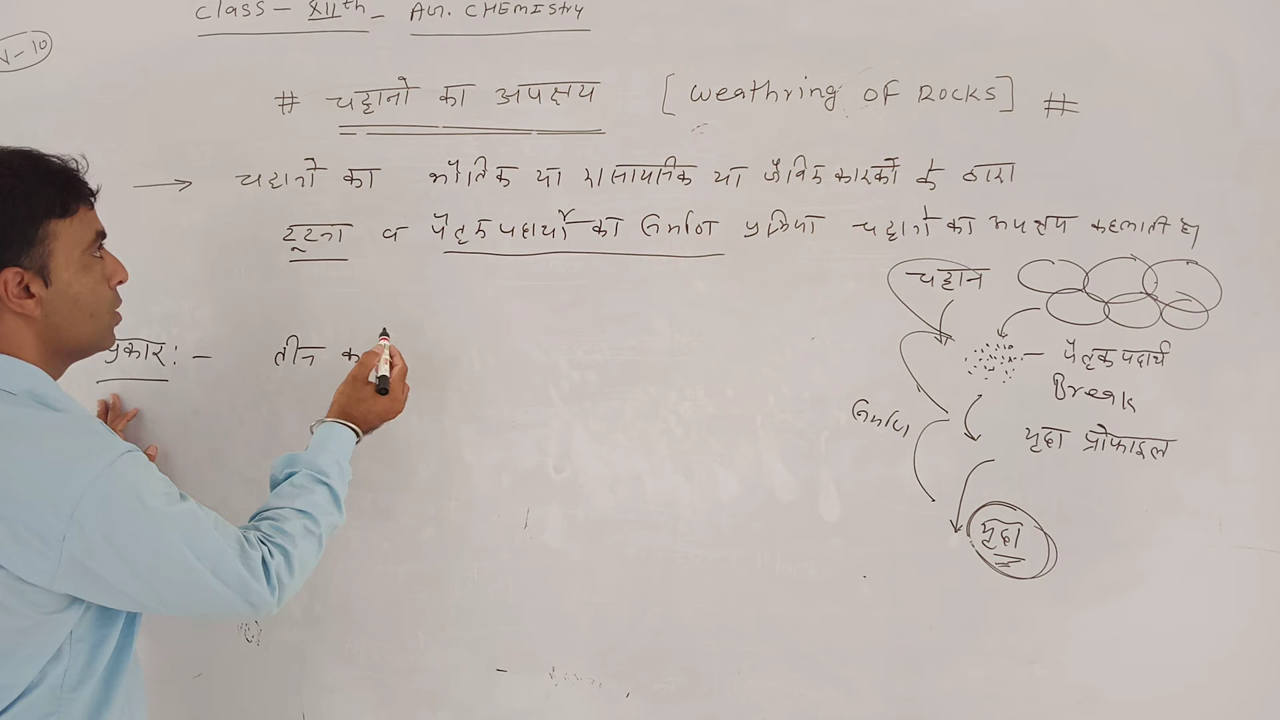 Class - XIIth - AG. CHEMISTRY
# चट्टानो का अपक्षय [Weathring OF ROCKS] #
→ चट्टानों का भौतिक या रासायनिक या जैविक कारकों के द्वारा
टूटना व पैतृक पदार्थों का निर्माण प्रक्रिया चट्टानों का अपक्षय कहलाती है।
चट्टान
पैतृक पदार्थ
Break
निर्माण
मृदा प्रोफाइल
मृदा
प्रकार :- तीन क